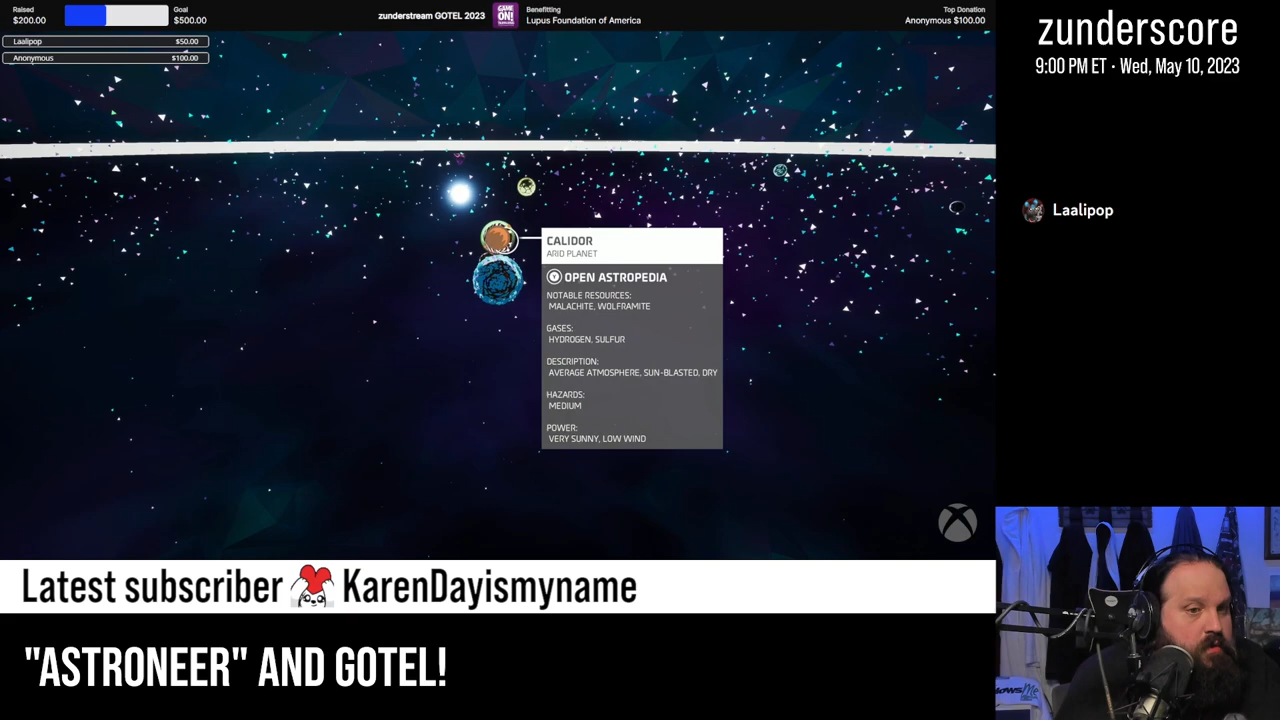 Raised
$200.00
Goal
$500.00
zunderstream GOTEL 2023
GAME ON!
Benefitting
Lupus Foundation of America
Top Donation
Anonymous $100.00
Laalipop $50.00
Anonymous $100.00
zunderscore
9:00 PM ET · Wed, May 10, 2023
Laalipop
CALIDOR
ARID PLANET
Y OPEN ASTROPEDIA
NOTABLE RESOURCES:
MALACHITE, WOLFRAMITE
GASES:
HYDROGEN, SULFUR
DESCRIPTION:
AVERAGE ATMOSPHERE, SUN-BLASTED, DRY
HAZARDS:
MEDIUM
POWER:
VERY SUNNY, LOW WIND
Latest subscriber KarenDayismyname
"ASTRONEER" AND GOTEL!